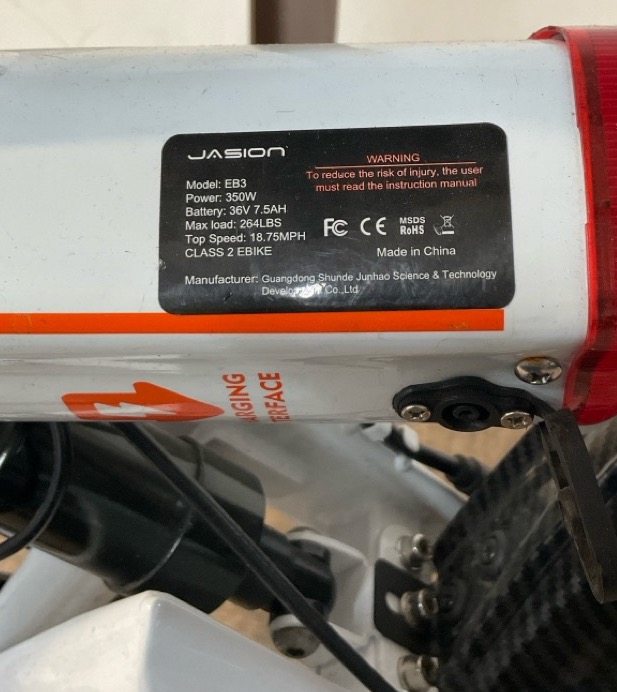 JASION
Model: EB3
Power: 350W
Battery: 36V 7.5AH
Max load: 264LBS
Top Speed: 18.75MPH
CLASS 2 EBIKE
WARNING
To reduce the risk of injury, the user
must read the instruction manual
FC CE MSDS
RoHS
Made in China
Manufacturer: Guangdong Shunde Junhao Science & Technology
Co.,Ltd
ARGING
TERFACE